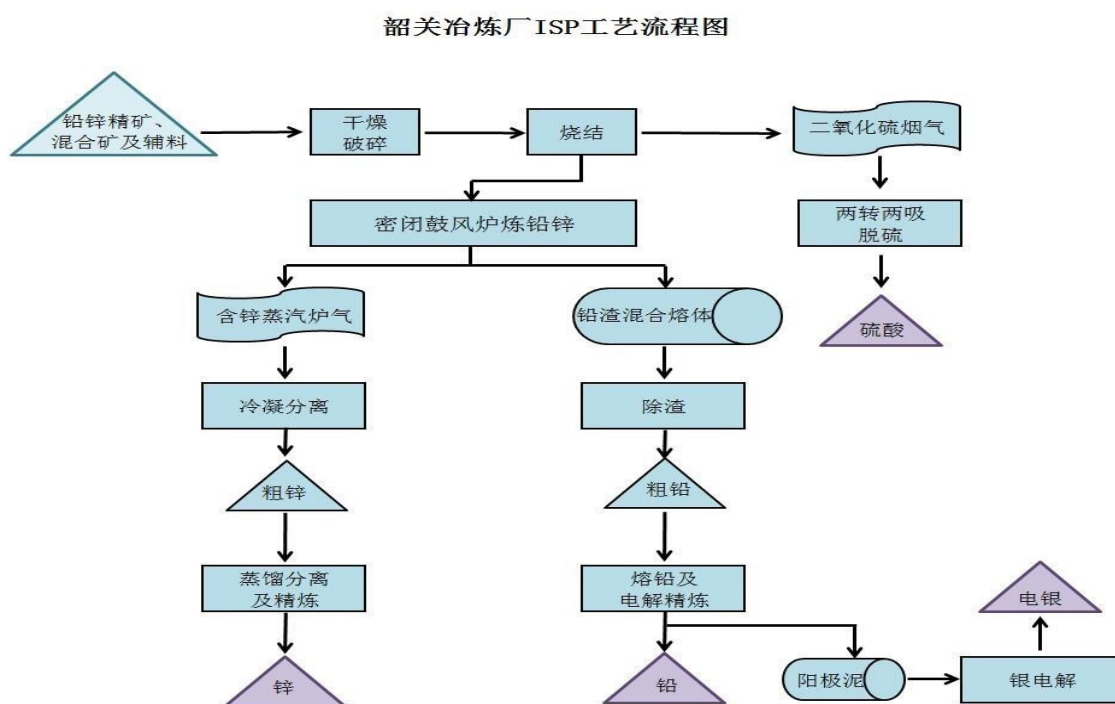 韶关冶炼厂ISP工艺流程图
铅锌精矿、
混合矿及辅料
干燥
破碎
烧结
二氧化硫烟气
密闭鼓风炉炼铅锌
两转两吸
脱硫
含锌蒸汽炉气
铅渣混合熔体
硫酸
冷凝分离
除渣
粗锌
粗铅
蒸馏分离
及精炼
熔铅及
电解精炼
电银
锌
铅
阳极泥
银电解